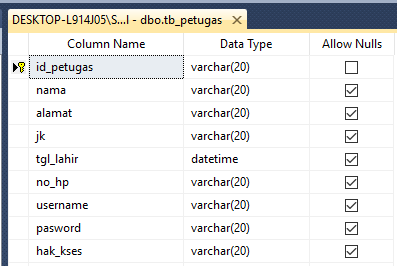 DESKTOP-L914J05\S...I - dbo.tb_petugas
Column Name Data Type Allow Nulls
id_petugas varchar(20)
nama varchar(20)
alamat varchar(20)
jk varchar(20)
tgl_lahir datetime
no_hp varchar(20)
username varchar(20)
pasword varchar(20)
hak_kses varchar(20)